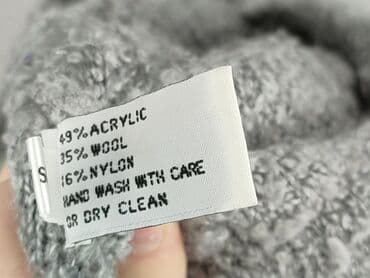 49% ACRYLIC
35% WOOL
16% NYLON
HAND WASH WITH CARE
OR DRY CLEAN
S